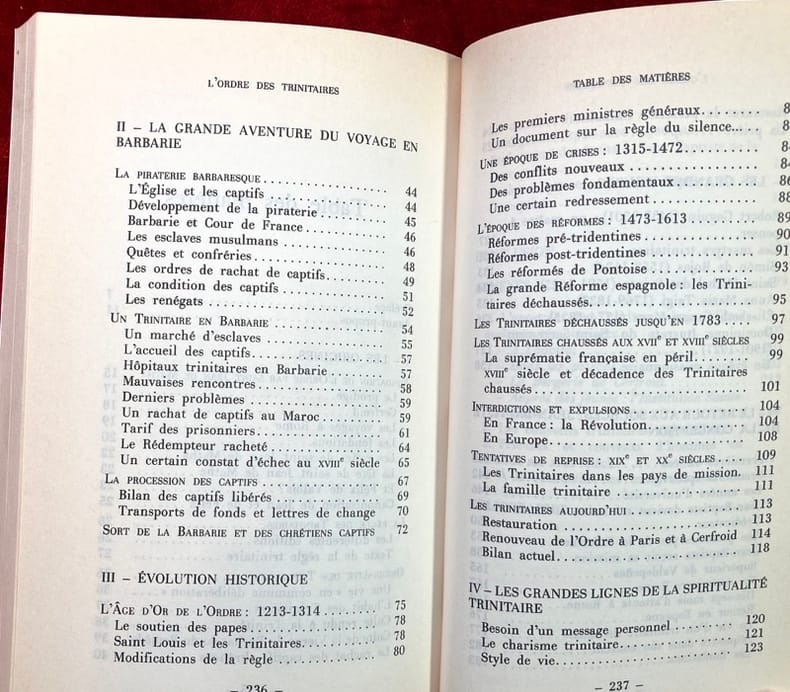 L'ORDRE DES TRINITAIRES
II – LA GRANDE AVENTURE DU VOYAGE EN
BARBARIE
LA PIRATERIE BARBARESQUE.................. 44
L'Église et les captifs .................. 44
Développement de la piraterie ............ 45
Barbarie et Cour de France ............... 46
Les esclaves musulmans ................... 46
Quêtes et confréries...................... 48
Les ordres de rachat de captifs........... 49
La condition des captifs ................. 51
Les renégats ............................. 52
UN TRINITAIRE EN BARBARIE ................ 54
Un marché d'esclaves ..................... 55
L'accueil des captifs..................... 57
Hôpitaux trinitaires en Barbarie ......... 57
Mauvaises rencontres ..................... 58
Derniers problèmes ....................... 59
Un rachat de captifs au Maroc ............ 59
Tarif des prisonniers..................... 61
Le Rédempteur racheté .................... 64
Un certain constat d'échec au XVIIIe siècle 65
LA PROCESSION DES CAPTIFS ................ 67
Bilan des captifs libérés ................ 69
Transports de fonds et lettres de change 70
SORT DE LA BARBARIE ET DES CHRÉTIENS CAPTIFS 72
III – ÉVOLUTION HISTORIQUE
L'ÂGE D'OR DE L'ORDRE : 1213-1314 ........ 75
Le soutien des papes ..................... 78
Saint Louis et les Trinitaires............ 78
Modifications de la règle ................ 80
– 236 –
TABLE DES MATIÈRES
Les premiers ministres généraux........ 8
Un document sur la règle du silence... .. 8
UNE ÉPOQUE DE CRISES : 1315-1472.......... 8
Des conflits nouveaux .................... 84
Des problèmes fondamentaux................ 86
Une certain redressement ................. 88
L'ÉPOQUE DES RÉFORMES : 1473-1613 ........ 89
Réformes pré-tridentines ................. 90
Réformes post-tridentines ................ 91
Les réformés de Pontoise ................. 93
La grande Réforme espagnole : les Trini-
taires déchaussés......................... 95
LES TRINITAIRES DÉCHAUSSÉS JUSQU'EN 1783 .... 97
LES TRINITAIRES CHAUSSÉS AUX XVIIe ET XVIIIe SIÈCLES 99
La suprématie française en péril.......... 99
XVIIIe siècle et décadence des Trinitaires
chaussés.................................. 101
INTERDICTIONS ET EXPULSIONS .............. 104
En France : la Révolution................. 104
En Europe................................. 108
TENTATIVES DE REPRISE : XIXe ET XXe SIÈCLES. .... 109
Les Trinitaires dans les pays de mission. 111
La famille trinitaire .................... 111
LES TRINITAIRES AUJOURD'HUI .............. 113
Restauration ............................. 113
Renouveau de l'Ordre à Paris et à Cerfroid 114
Bilan actuel.............................. 118
IV – LES GRANDES LIGNES DE LA SPIRITUALITÉ
TRINITAIRE
Besoin d'un message personnel ......... 120
Le charisme trinitaire................. 121
Style de vie........................... 123
– 237 –